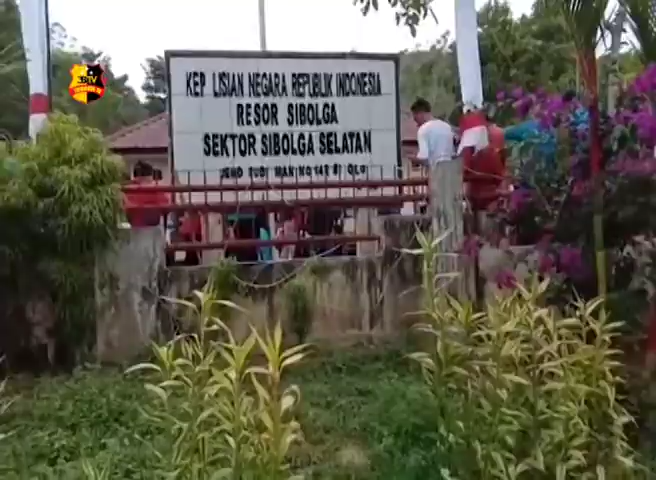 KEP LISIAN NEGARA REPUBLIK INDONESIA
RESOR SIBOLGA
SEKTOR SIBOLGA SELATAN